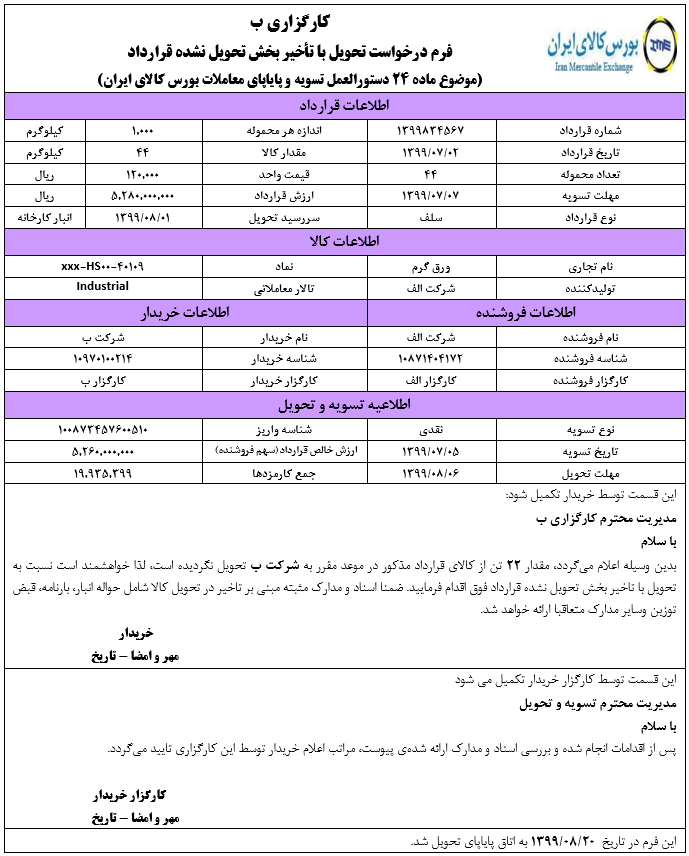 کارگزاری ب
فرم درخواست تحویل با تأخیر بخش تحویل نشده قرارداد
(موضوع ماده ۲۴ دستورالعمل تسویه و پایاپای معاملات بورس کالای ایران)
بورس کالای ایران
Iran Mercantile Exchange
IME
اطلاعات قرارداد
شماره قرارداد ۱۳۹۹۸۳۴۵۶۷ اندازه هر محموله ۱،۰۰۰ کیلوگرم
تاریخ قرارداد ۱۳۹۹/۰۷/۰۲ مقدار کالا ۴۴ کیلوگرم
تعداد محموله ۴۴ قیمت واحد ۱۲۰،۰۰۰ ریال
مهلت تسویه ۱۳۹۹/۰۷/۰۷ ارزش قرارداد ۵،۲۸۰،۰۰۰،۰۰۰ ریال
نوع قرارداد سلف سررسید تحویل ۱۳۹۹/۰۸/۰۱ انبار کارخانه
اطلاعات کالا
نام تجاری ورق گرم نماد xxx-HS۰۰-۴۰۱۰۹
تولیدکننده شرکت الف تالار معاملاتی Industrial
اطلاعات فروشنده اطلاعات خریدار
نام فروشنده شرکت الف نام خریدار شرکت ب
شناسه فروشنده ۱۰۸۷۱۴۰۴۱۷۲ شناسه خریدار ۱۰۹۷۰۱۰۰۲۱۴
کارگزار فروشنده کارگزار الف کارگزار خریدار کارگزار ب
اطلاعیه تسویه و تحویل
نوع تسویه نقدی شناسه واریز ۱۰۰۸۷۳۴۵۷۶۰۰۵۱۰
تاریخ تسویه ۱۳۹۹/۰۷/۰۵ ارزش خالص قرارداد (سهم فروشنده) ۵،۲۶۰،۰۰۰،۰۰۰
مهلت تحویل ۱۳۹۹/۰۸/۰۶ جمع کارمزدها ۱۹،۹۳۵،۳۹۹
این قسمت توسط خریدار تکمیل شود:
مدیریت محترم کارگزاری ب
با سلام
بدین وسیله اعلام می‌گردد، مقدار ۲۲ تن از کالای قرارداد مذکور در موعد مقرر به شرکت ب تحویل نگردیده است، لذا خواهشمند است نسبت به
تحویل با تاخیر بخش تحویل نشده قرارداد فوق اقدام فرمایید. ضمنا اسناد و مدارک مثبته مبنی بر تاخیر در تحویل کالا شامل حواله انبار، بارنامه، قبض
توزین وسایر مدارک متعاقبا ارائه خواهد شد.
خریدار
مهر و امضا – تاریخ
این قسمت توسط کارگزار خریدار تکمیل می شود
مدیریت محترم تسویه و تحویل
با سلام
پس از اقدامات انجام شده و بررسی اسناد و مدارک ارائه شده‌ی پیوست، مراتب اعلام خریدار توسط این کارگزاری تایید می‌گردد.
کارگزار خریدار
مهر و امضا – تاریخ
این فرم در تاریخ ۱۳۹۹/۰۸/۲۰ به اتاق پایاپای تحویل شد.